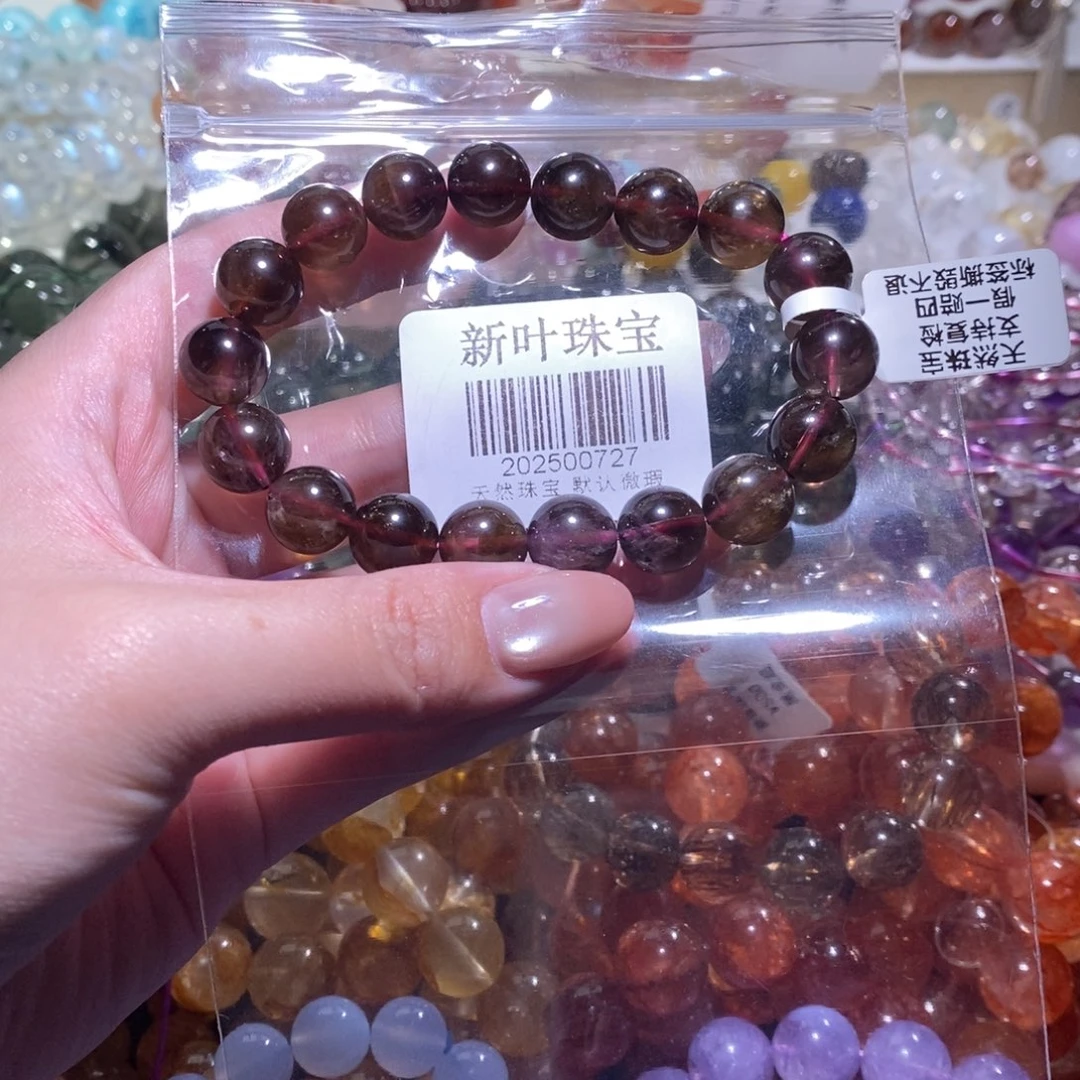 新叶珠宝
202500727
天然珠宝 默认微瑕
天然珠宝
支持复检
假一赔四
标签撕毁不退